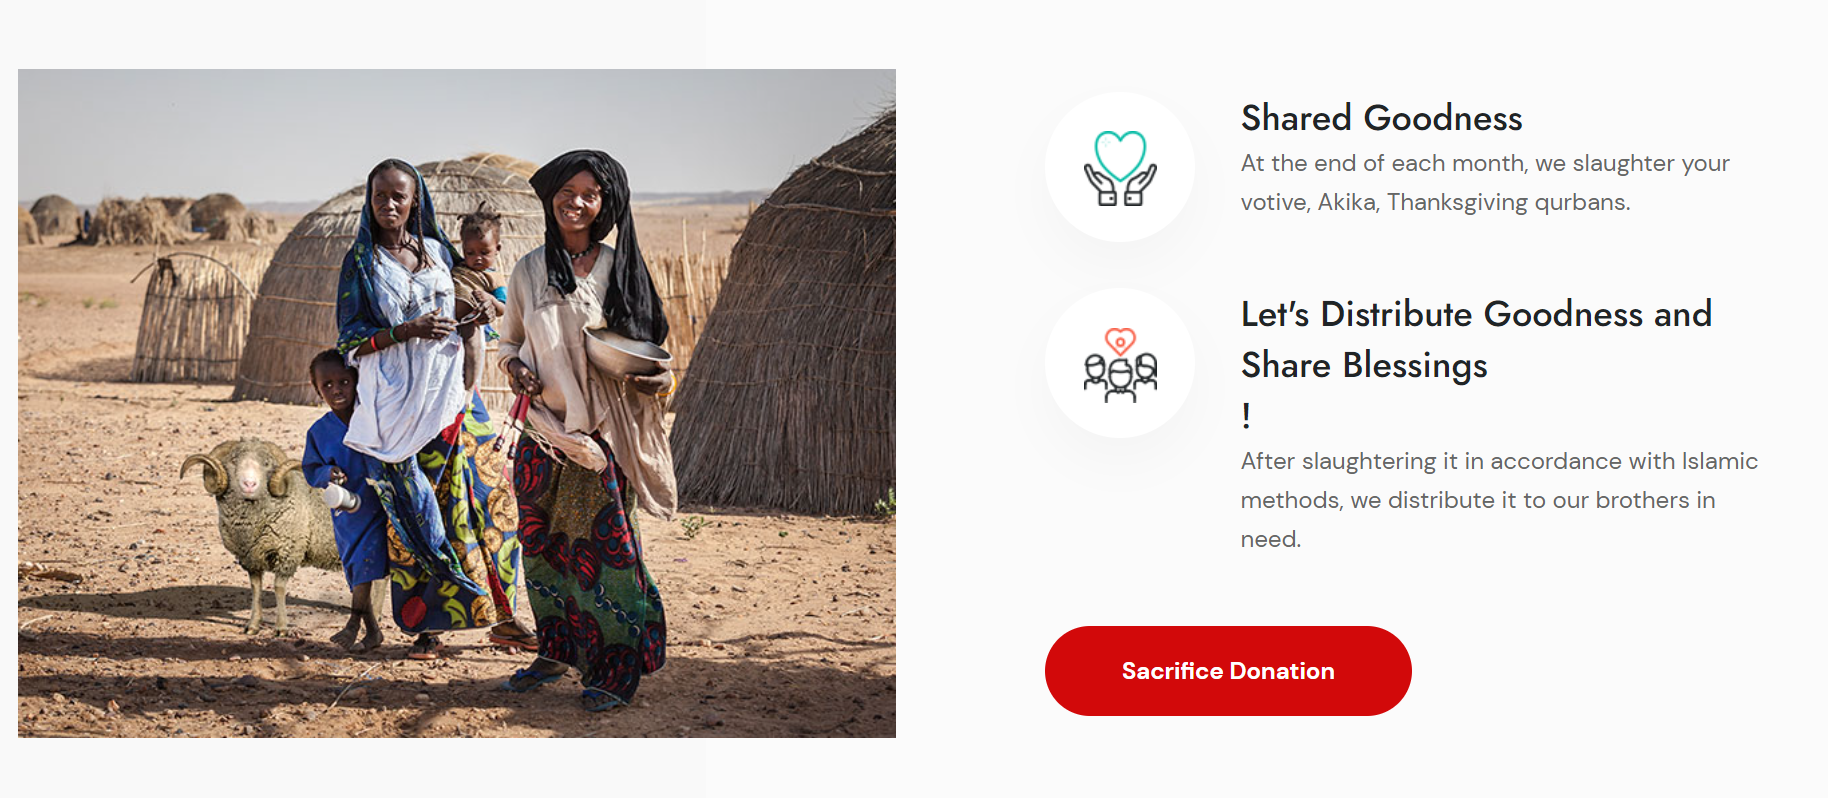 Shared Goodness
At the end of each month, we slaughter your
votive, Akika, Thanksgiving qurbans.
Let's Distribute Goodness and
Share Blessings
!
After slaughtering it in accordance with Islamic
methods, we distribute it to our brothers in
need.
Sacrifice Donation